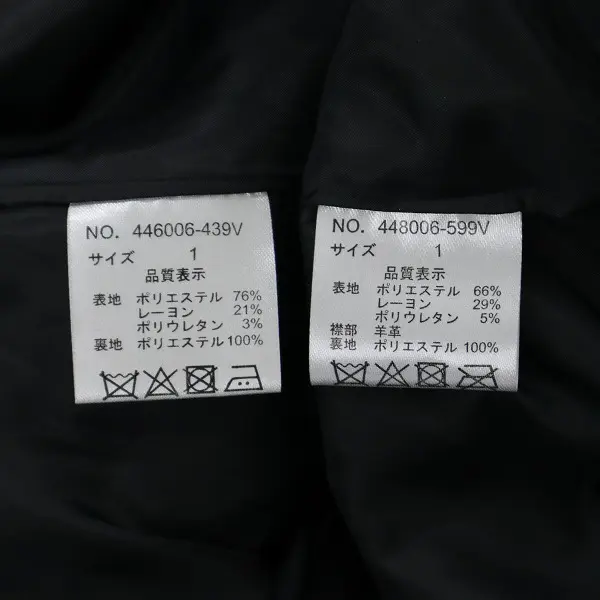 NO. 446006-439V
サイズ 1
品質表示
表地 ポリエステル 76%
レーヨン 21%
ポリウレタン 3%
裏地 ポリエステル 100%
NO. 448006-599V
サイズ 1
品質表示
表地 ポリエステル 66%
レーヨン 29%
ポリウレタン 5%
襟部 羊革
裏地 ポリエステル 100%